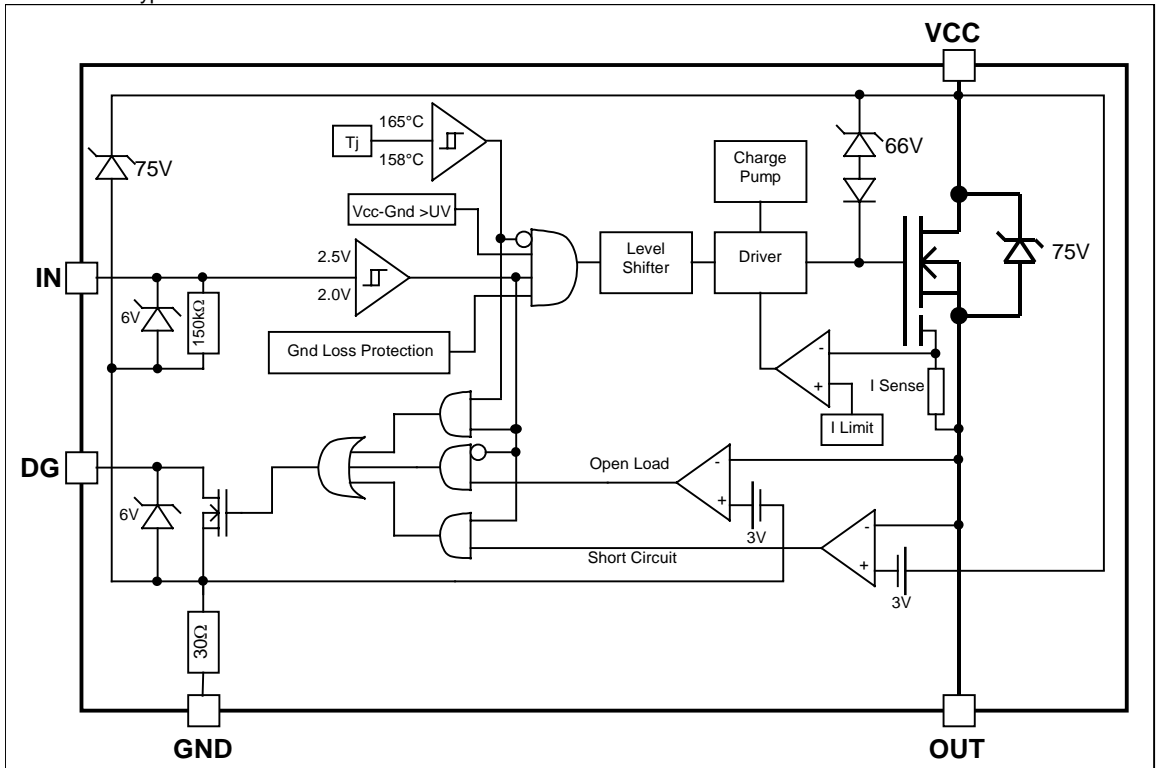 VCC
165°C
Tj
158°C
75V
Charge
Pump
66V
Vcc-Gnd >UV
2.5V
Level
Shifter
Driver
75V
IN
2.0V
6V
150kΩ
Gnd Loss Protection
-
+
I Sense
I Limit
DG
Open Load
-
+
3V
6V
-
+
Short Circuit
3V
30Ω
GND
OUT